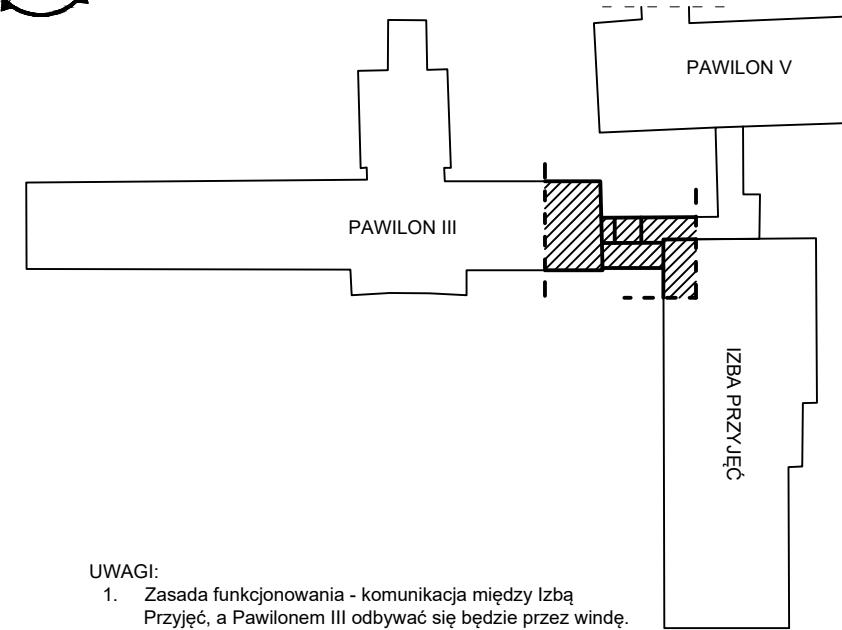 PAWILON V
PAWILON III
IZBA PRZYJĘĆ
UWAGI:
1. Zasada funkcjonowania - komunikacja między Izbą
Przyjęć, a Pawilonem III odbywać się będzie przez windę.